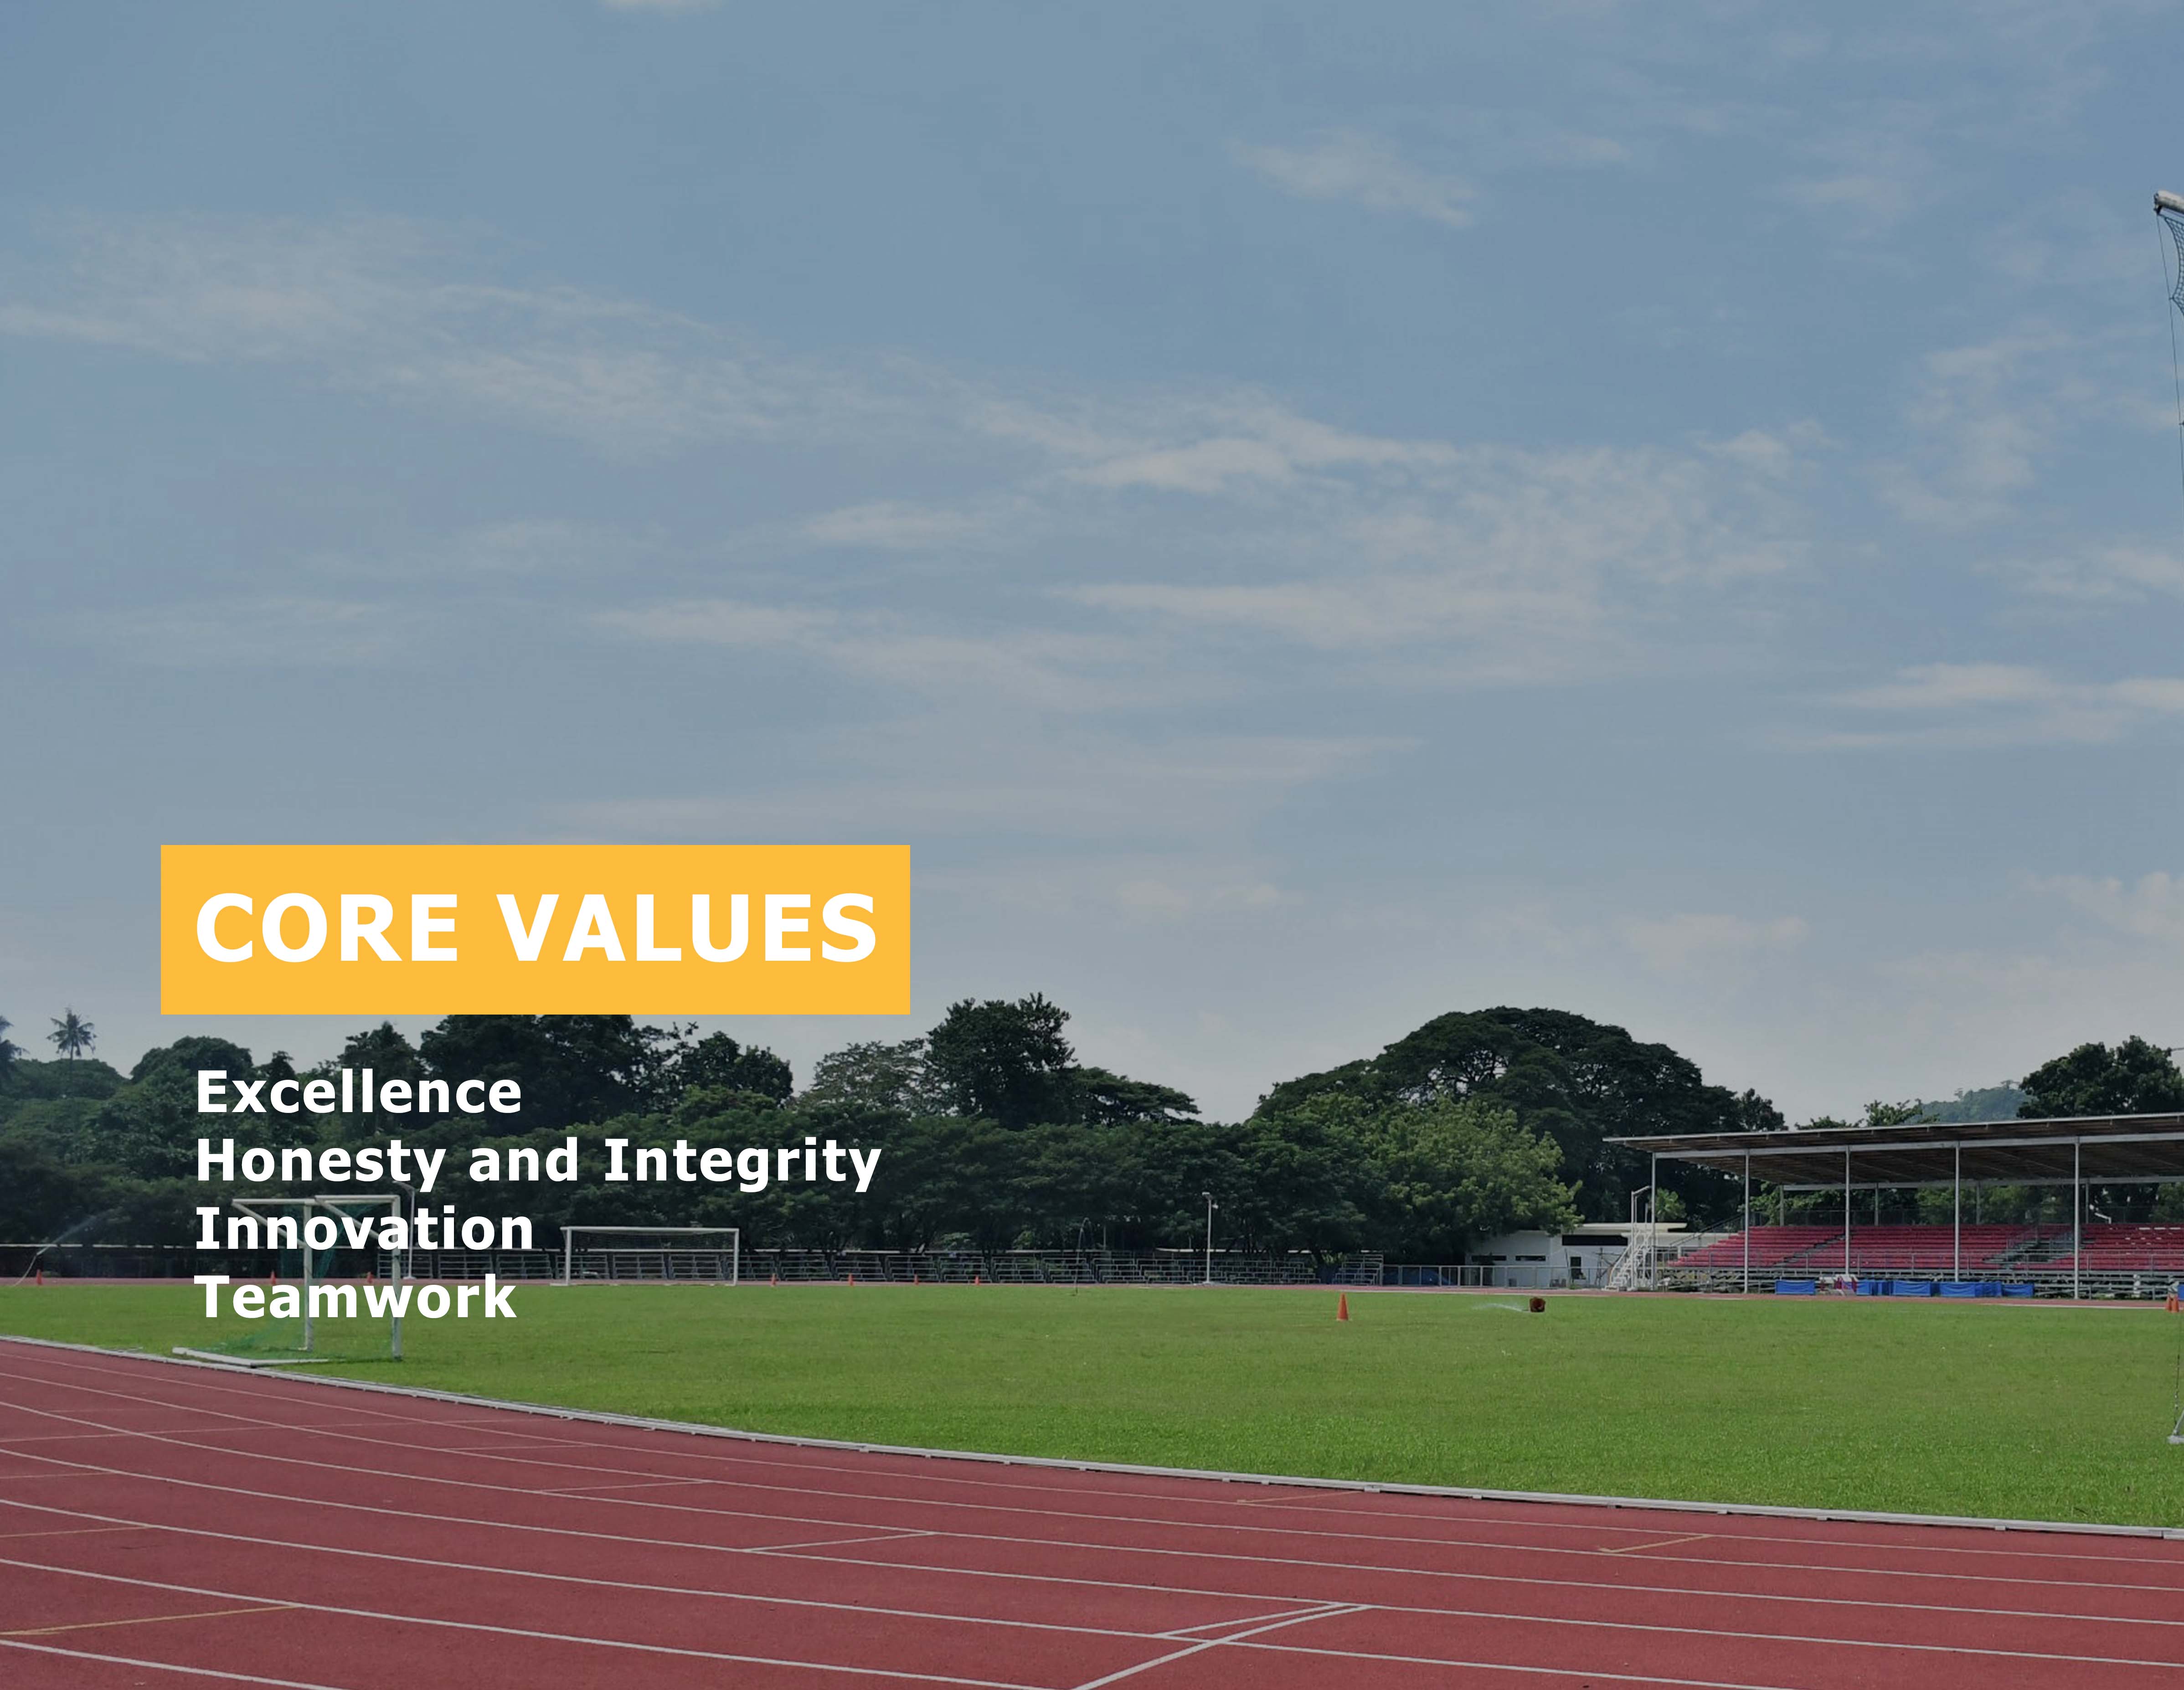 CORE VALUES
Excellence
Honesty and Integrity
Innovation
Teamwork